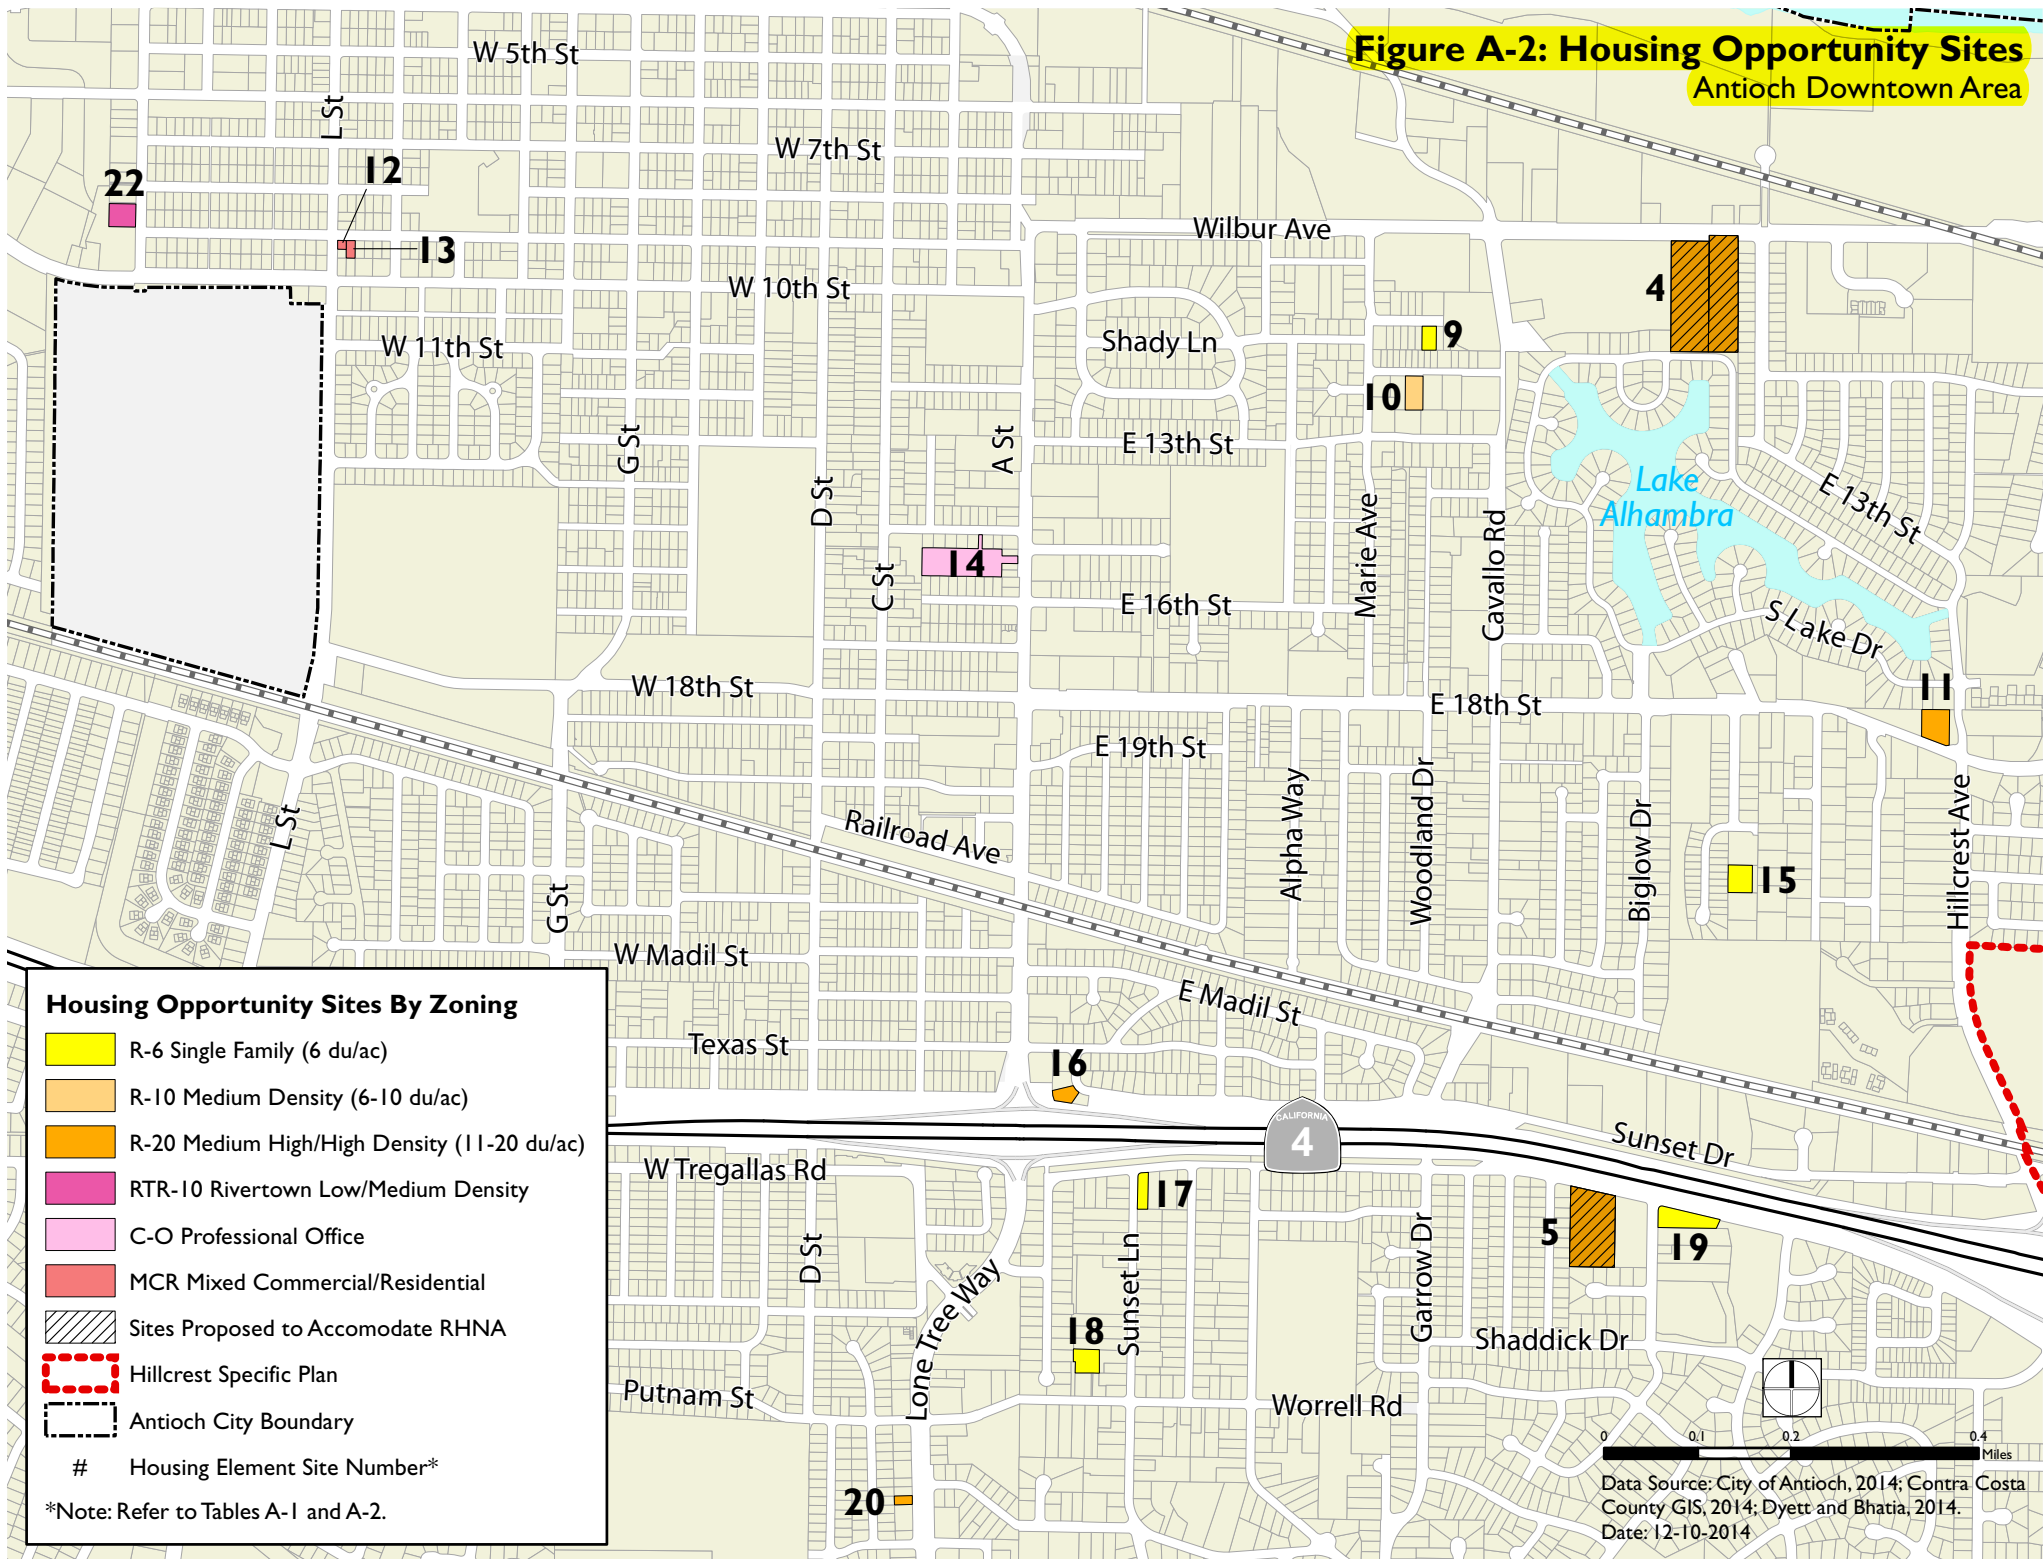 Figure A-2: Housing Opportunity Sites
Antioch Downtown Area
W 5th St
L St
W 7th St
12
22
13
Wilbur Ave
W 10th St
4
9
Shady Ln
W 11th St
10
G St
A St
E 13th St
D St
Lake
Alhambra
E 13th St
Marie Ave
Cavallo Rd
14
C St
E 16th St
S Lake Dr
W 18th St
11
E 18th St
E 19th St
L St
Railroad Ave
Alpha Way
Woodland Dr
Biglow Dr
15
Hillcrest Ave
G St
W Madil St
E Madil St
Texas St
16
CALIFORNIA
4
Sunset Dr
W Tregallas Rd
17
5
19
D St
Lone Tree Way
Sunset Ln
Garrow Dr
18
Shaddick Dr
Putnam St
Worrell Rd
20
Housing Opportunity Sites By Zoning
R-6 Single Family (6 du/ac)
R-10 Medium Density (6-10 du/ac)
R-20 Medium High/High Density (11-20 du/ac)
RTR-10 Rivertown Low/Medium Density
C-O Professional Office
MCR Mixed Commercial/Residential
Sites Proposed to Accomodate RHNA
Hillcrest Specific Plan
Antioch City Boundary
# Housing Element Site Number*
*Note: Refer to Tables A-1 and A-2.
0 0.1 0.2 0.4
Miles
Data Source: City of Antioch, 2014; Contra Costa
County GIS, 2014; Dyett and Bhatia, 2014.
Date: 12-10-2014